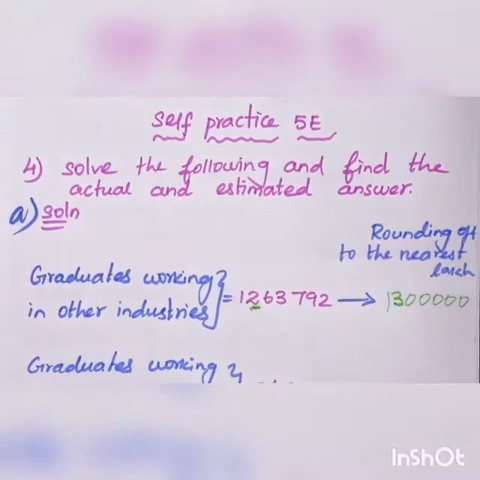 self practice 5E
4) solve the following and find the
actual and estimated answer.
a) soln
Rounding off
to the nearest
lakh
Graduates working
in other industries } = 1263792 → 1300000
Graduates working
InShOt